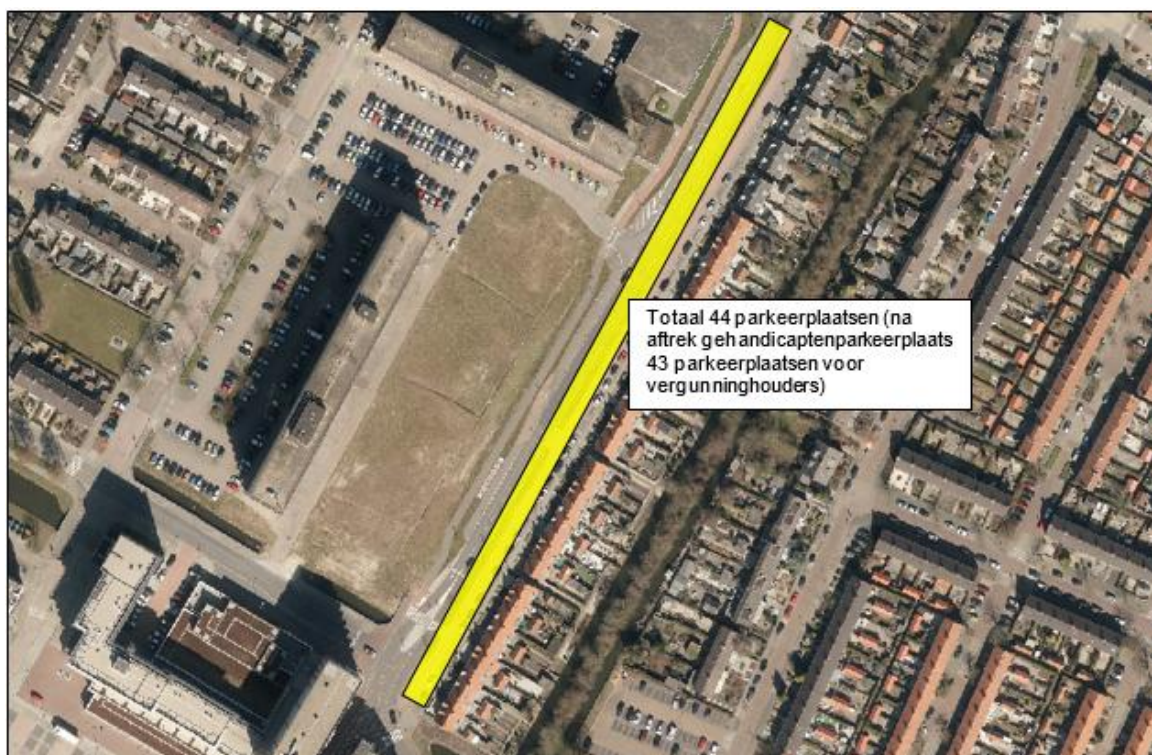 Totaal 44 parkeerplaatsen (na
aftrek gehandicaptenparkeerplaats
43 parkeerplaatsen voor
vergunninghouders)